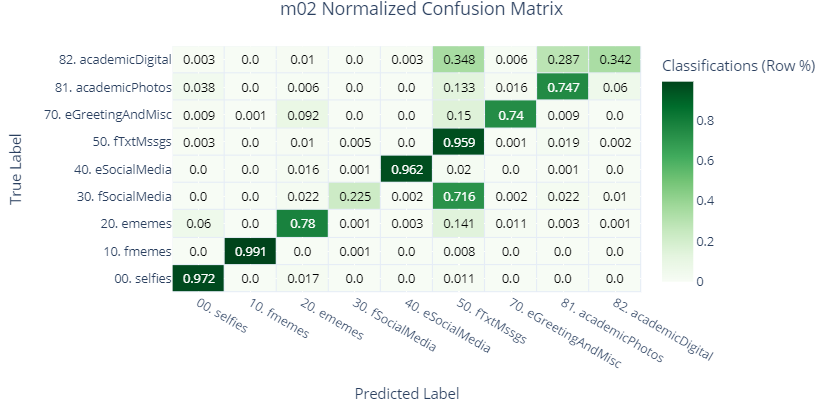 m02 Normalized Confusion Matrix
82. academicDigital 0.003 0.0 0.01 0.0 0.003 0.348 0.006 0.287 0.342
81. academicPhotos 0.038 0.0 0.006 0.0 0.0 0.133 0.016 0.747 0.06
70. eGreetingAndMisc 0.009 0.001 0.092 0.0 0.0 0.15 0.74 0.009 0.0
50. fTxtMssgs 0.003 0.0 0.01 0.005 0.0 0.959 0.001 0.019 0.002
40. eSocialMedia 0.0 0.0 0.016 0.001 0.962 0.02 0.0 0.001 0.0
30. fSocialMedia 0.0 0.0 0.022 0.225 0.002 0.716 0.002 0.022 0.01
20. ememes 0.06 0.0 0.78 0.001 0.003 0.141 0.011 0.003 0.001
10. fmemes 0.0 0.991 0.0 0.001 0.0 0.008 0.0 0.0 0.0
00. selfies 0.972 0.0 0.017 0.0 0.0 0.011 0.0 0.0 0.0
00. selfies 10. fmemes 20. ememes 30. fSocialMedia 40. eSocialMedia 50. fTxtMssgs 70. eGreetingAndMisc 81. academicPhotos 82. academicDigital
True Label
Predicted Label
Classifications (Row %)
0.8
0.6
0.4
0.2
0